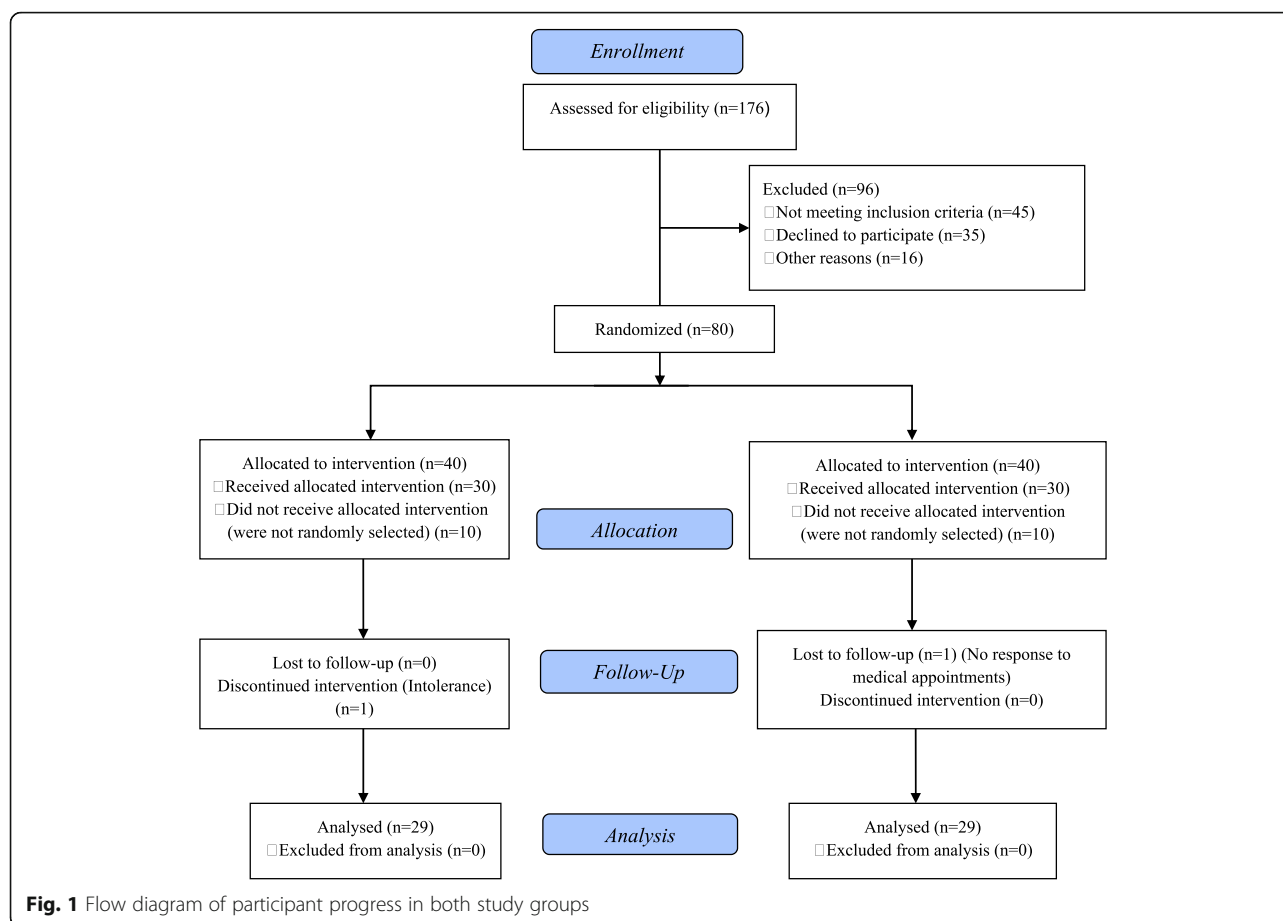 Enrollment
Assessed for eligibility (n=176)
Excluded (n=96)
□Not meeting inclusion criteria (n=45)
□Declined to participate (n=35)
□Other reasons (n=16)
Randomized (n=80)
Allocated to intervention (n=40)
□Received allocated intervention (n=30)
□Did not receive allocated intervention
(were not randomly selected) (n=10)
Allocation
Allocated to intervention (n=40)
□Received allocated intervention (n=30)
□Did not receive allocated intervention
(were not randomly selected) (n=10)
Lost to follow-up (n=0)
Discontinued intervention (Intolerance)
(n=1)
Follow-Up
Lost to follow-up (n=1) (No response to
medical appointments)
Discontinued intervention (n=0)
Analysed (n=29)
□Excluded from analysis (n=0)
Analysis
Analysed (n=29)
□Excluded from analysis (n=0)
Fig. 1 Flow diagram of participant progress in both study groups